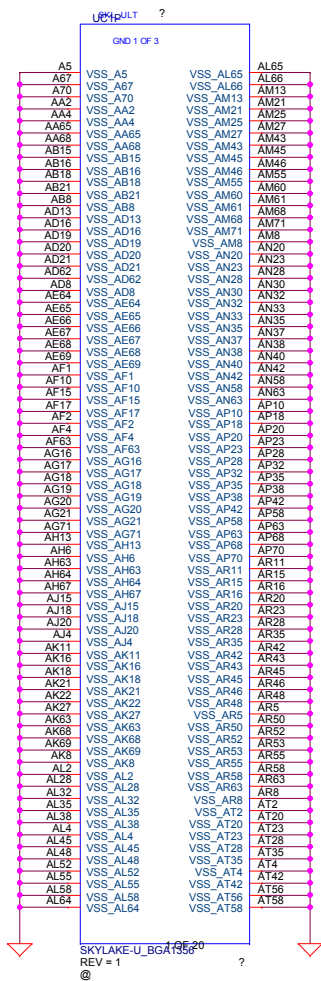 UC1P SKL_ULT ?
GND 1 OF 3
A5 VSS_A5 VSS_AL65 AL65
A67 VSS_A67 VSS_AL66 AL66
A70 VSS_A70 VSS_AM13 AM13
AA2 VSS_AA2 VSS_AM21 AM21
AA4 VSS_AA4 VSS_AM25 AM25
AA65 VSS_AA65 VSS_AM27 AM27
AA68 VSS_AA68 VSS_AM43 AM43
AB15 VSS_AB15 VSS_AM45 AM45
AB16 VSS_AB16 VSS_AM46 AM46
AB18 VSS_AB18 VSS_AM55 AM55
AB21 VSS_AB21 VSS_AM60 AM60
AB8 VSS_AB8 VSS_AM61 AM61
AD13 VSS_AD13 VSS_AM68 AM68
AD16 VSS_AD16 VSS_AM71 AM71
AD19 VSS_AD19 VSS_AM8 AM8
AD20 VSS_AD20 VSS_AN20 AN20
AD21 VSS_AD21 VSS_AN23 AN23
AD62 VSS_AD62 VSS_AN28 AN28
AD8 VSS_AD8 VSS_AN30 AN30
AE64 VSS_AE64 VSS_AN32 AN32
AE65 VSS_AE65 VSS_AN33 AN33
AE66 VSS_AE66 VSS_AN35 AN35
AE67 VSS_AE67 VSS_AN37 AN37
AE68 VSS_AE68 VSS_AN38 AN38
AE69 VSS_AE69 VSS_AN40 AN40
AF1 VSS_AF1 VSS_AN42 AN42
AF10 VSS_AF10 VSS_AN58 AN58
AF15 VSS_AF15 VSS_AN63 AN63
AF17 VSS_AF17 VSS_AP10 AP10
AF2 VSS_AF2 VSS_AP18 AP18
AF4 VSS_AF4 VSS_AP20 AP20
AF63 VSS_AF63 VSS_AP23 AP23
AG16 VSS_AG16 VSS_AP28 AP28
AG17 VSS_AG17 VSS_AP32 AP32
AG18 VSS_AG18 VSS_AP35 AP35
AG19 VSS_AG19 VSS_AP38 AP38
AG20 VSS_AG20 VSS_AP42 AP42
AG21 VSS_AG21 VSS_AP58 AP58
AG71 VSS_AG71 VSS_AP63 AP63
AH13 VSS_AH13 VSS_AP68 AP68
AH6 VSS_AH6 VSS_AP70 AP70
AH63 VSS_AH63 VSS_AR11 AR11
AH64 VSS_AH64 VSS_AR15 AR15
AH67 VSS_AH67 VSS_AR16 AR16
AJ15 VSS_AJ15 VSS_AR20 AR20
AJ18 VSS_AJ18 VSS_AR23 AR23
AJ20 VSS_AJ20 VSS_AR28 AR28
AJ4 VSS_AJ4 VSS_AR35 AR35
AK11 VSS_AK11 VSS_AR42 AR42
AK16 VSS_AK16 VSS_AR43 AR43
AK18 VSS_AK18 VSS_AR45 AR45
AK21 VSS_AK21 VSS_AR46 AR46
AK22 VSS_AK22 VSS_AR48 AR48
AK27 VSS_AK27 VSS_AR5 AR5
AK63 VSS_AK63 VSS_AR50 AR50
AK68 VSS_AK68 VSS_AR52 AR52
AK69 VSS_AK69 VSS_AR53 AR53
AK8 VSS_AK8 VSS_AR55 AR55
AL2 VSS_AL2 VSS_AR58 AR58
AL28 VSS_AL28 VSS_AR63 AR63
AL32 VSS_AL32 VSS_AR8 AR8
AL35 VSS_AL35 VSS_AT2 AT2
AL38 VSS_AL38 VSS_AT20 AT20
AL4 VSS_AL4 VSS_AT23 AT23
AL45 VSS_AL45 VSS_AT28 AT28
AL48 VSS_AL48 VSS_AT35 AT35
AL52 VSS_AL52 VSS_AT4 AT4
AL55 VSS_AL55 VSS_AT42 AT42
AL58 VSS_AL58 VSS_AT56 AT56
AL64 VSS_AL64 VSS_AT58 AT58
1 OF 20
SKYLAKE-U_BGA1356
REV = 1 ?
@